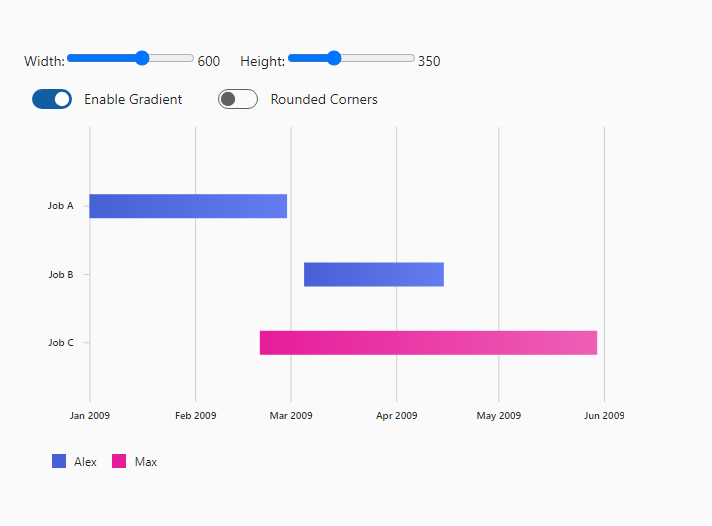 Width: 600 Height: 350
Enable Gradient Rounded Corners
Job A
Job B
Job C
Jan 2009 Feb 2009 Mar 2009 Apr 2009 May 2009 Jun 2009
Alex Max